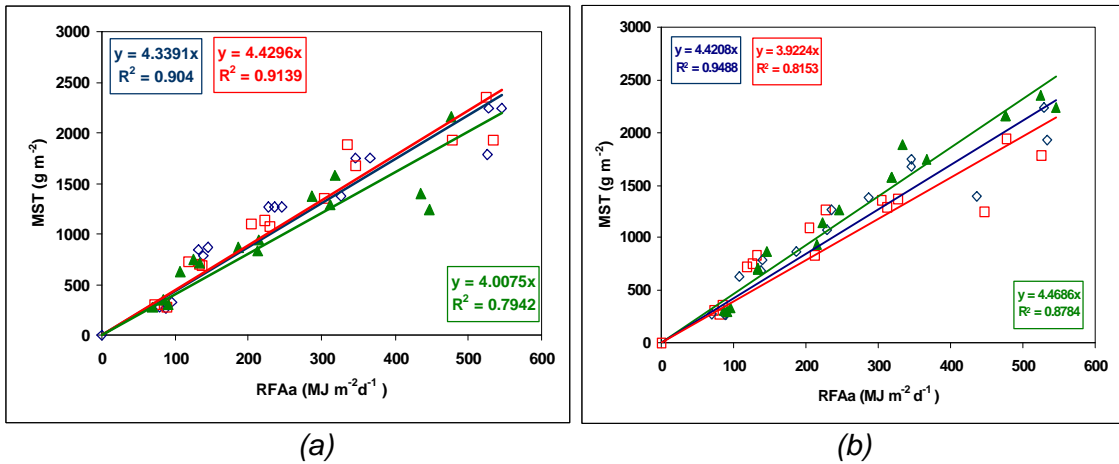 y = 4.3391x
R² = 0.904
y = 4.4296x
R² = 0.9139
y = 4.0075x
R² = 0.7942
MST (g m⁻²)
3000
2500
2000
1500
1000
500
0
0 100 200 300 400 500 600
RFAa (MJ m⁻²d⁻¹)
(a)
y = 4.4208x
R² = 0.9488
y = 3.9224x
R² = 0.8153
y = 4.4686x
R² = 0.8784
MST (g m⁻²)
3000
2500
2000
1500
1000
500
0
0 100 200 300 400 500 600
RFAa (MJ m⁻²d⁻¹)
(b)